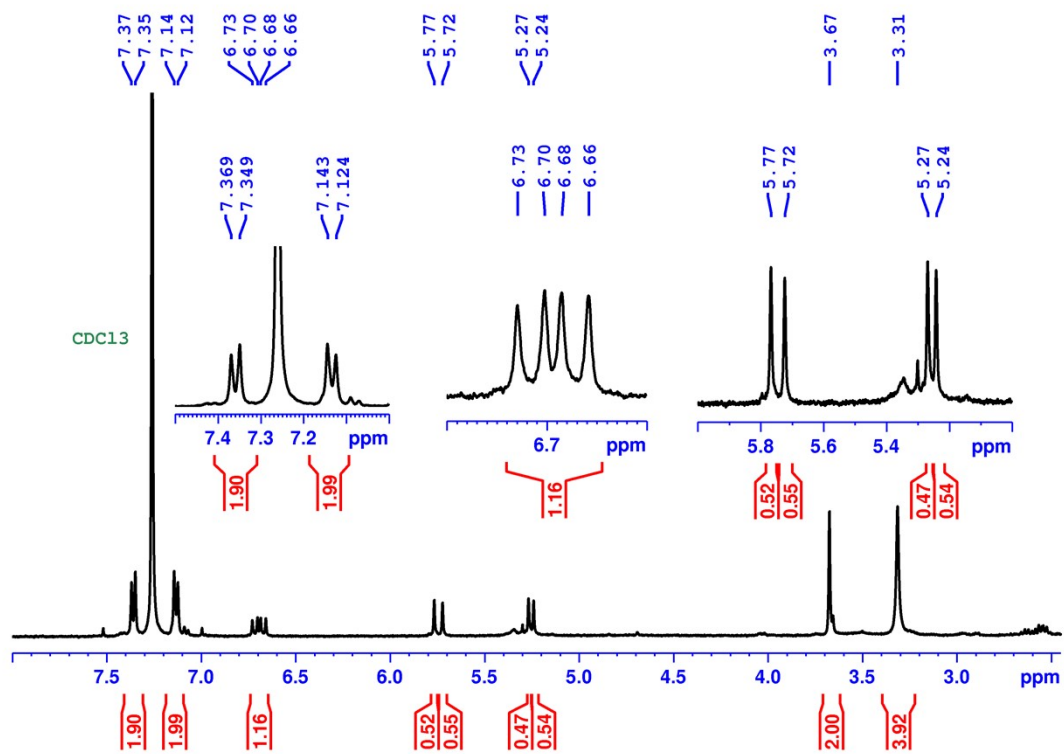 7.37 7.35 7.14 7.12 6.73 6.70 6.68 6.66 5.77 5.72 5.27 5.24 3.67 3.31
7.369 7.349 7.143 7.124 6.73 6.70 6.68 6.66 5.77 5.72 5.27 5.24
CDCl3
7.4 7.3 7.2 ppm 6.7 ppm 5.8 5.6 5.4 ppm
1.90 1.99 1.16 0.52 0.55 0.47 0.54
7.5 7.0 6.5 6.0 5.5 5.0 4.5 4.0 3.5 3.0 ppm
1.90 1.99 1.16 0.52 0.55 0.47 0.54 2.00 3.92